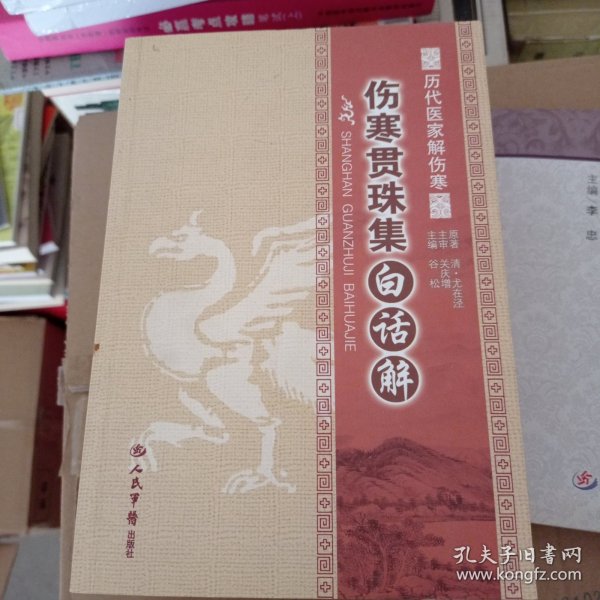 历代医家解伤寒
伤寒贯珠集白话解
SHANGHAN GUANZHUJI BAIHUAJIE
原著 清·尤在泾
主审 关庆增
主编 谷松
人民军医出版社
主编 李忠
孔夫子旧书网
www.kongfz.com